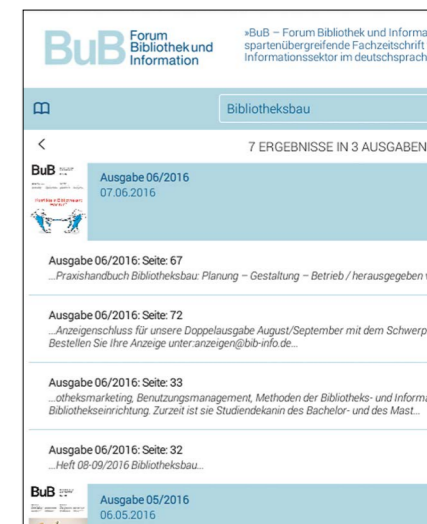 BuB Forum
Bibliothek und
Information
»BuB – Forum Bibliothek und Informa
spartenübergreifende Fachzeitschrift
Informationssektor im deutschsprach
Bibliotheksbau
7 ERGEBNISSE IN 3 AUSGABEN
BuB
Ausgabe 06/2016
07.06.2016
Ausgabe 06/2016: Seite: 67
...Praxishandbuch Bibliotheksbau: Planung – Gestaltung – Betrieb / herausgegeben v
Ausgabe 06/2016: Seite: 72
...Anzeigenschluss für unsere Doppelausgabe August/September mit dem Schwerp
Bestellen Sie Ihre Anzeige unter:anzeigen@bib-info.de...
Ausgabe 06/2016: Seite: 33
...otheksmarketing, Benutzungsmanagement, Methoden der Bibliotheks- und Informa
Bibliothekseinrichtung. Zurzeit ist sie Studiendekanin des Bachelor- und des Mast...
Ausgabe 06/2016: Seite: 32
...Heft 08-09/2016 Bibliotheksbau...
BuB
Ausgabe 05/2016
06.05.2016